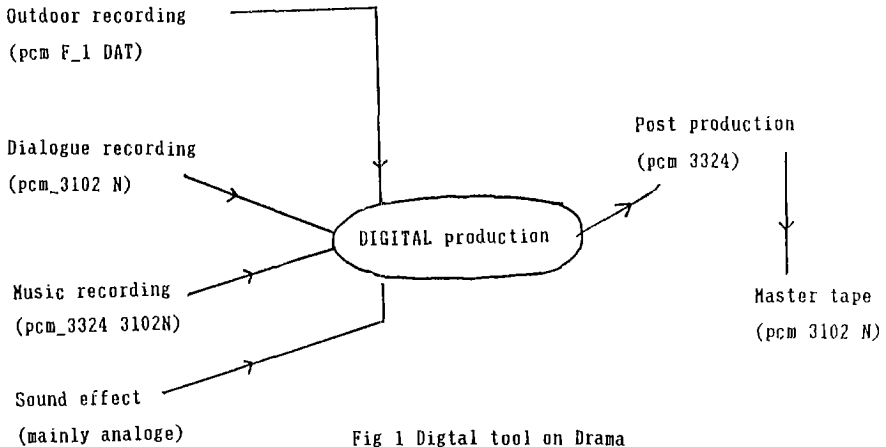 Outdoor recording
(pcm F_1 DAT)
Dialogue recording
(pcm_3102 N)
Music recording
(pcm_3324 3102N)
Sound effect
(mainly analoge)
DIGITAL production
Post production
(pcm 3324)
Master tape
(pcm 3102 N)
Fig 1 Digtal tool on Drama